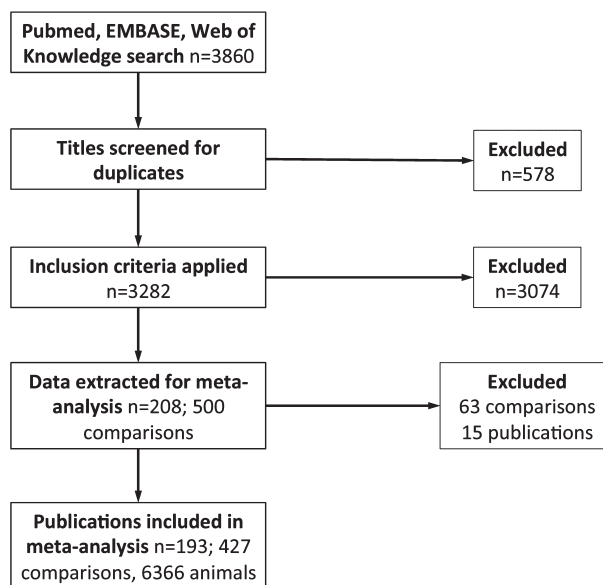 Pubmed, EMBASE, Web of
Knowledge search n=3860
Titles screened for
duplicates
Excluded
n=578
Inclusion criteria applied
n=3282
Excluded
n=3074
Data extracted for meta-
analysis n=208; 500
comparisons
Excluded
63 comparisons
15 publications
Publications included in
meta-analysis n=193; 427
comparisons, 6366 animals